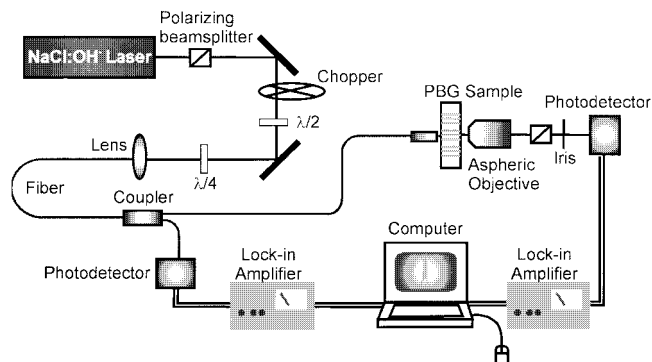 Polarizing
beamsplitter
NaCl:OH⁻ Laser
Chopper
λ/2
PBG Sample
Photodetector
Lens
λ/4
Aspheric
Objective
Iris
Fiber
Coupler
Computer
Photodetector
Lock-in
Amplifier
Lock-in
Amplifier